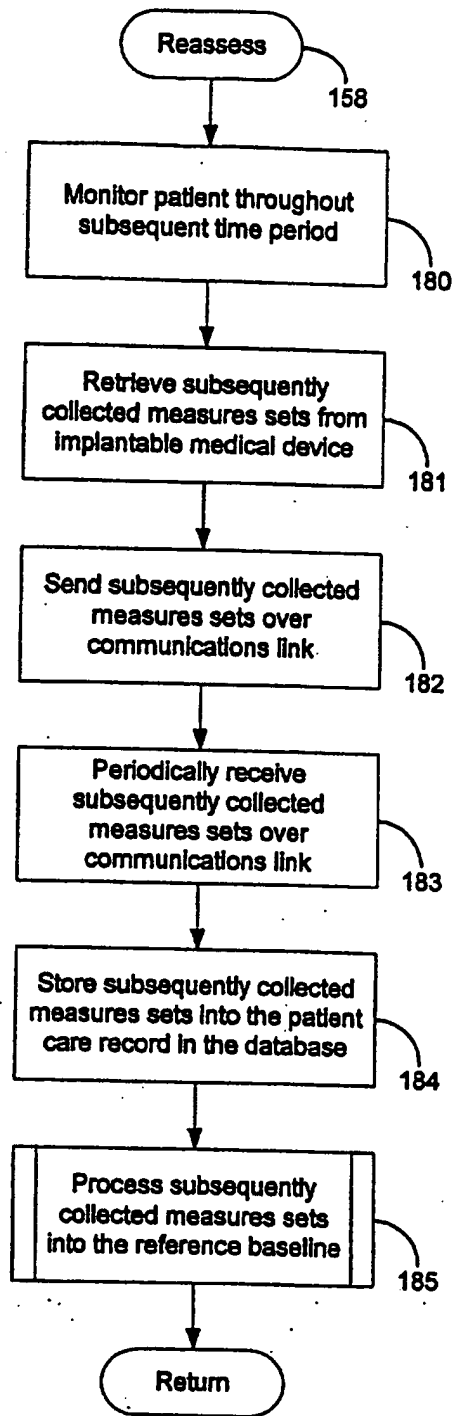 Reassess
158
Monitor patient throughout
subsequent time period
180
Retrieve subsequently
collected measures sets from
implantable medical device
181
Send subsequently collected
measures sets over
communications link
182
Periodically receive
subsequently collected
measures sets over
communications link
183
Store subsequently collected
measures sets into the patient
care record in the database
184
Process subsequently
collected measures sets
into the reference baseline
185
Return